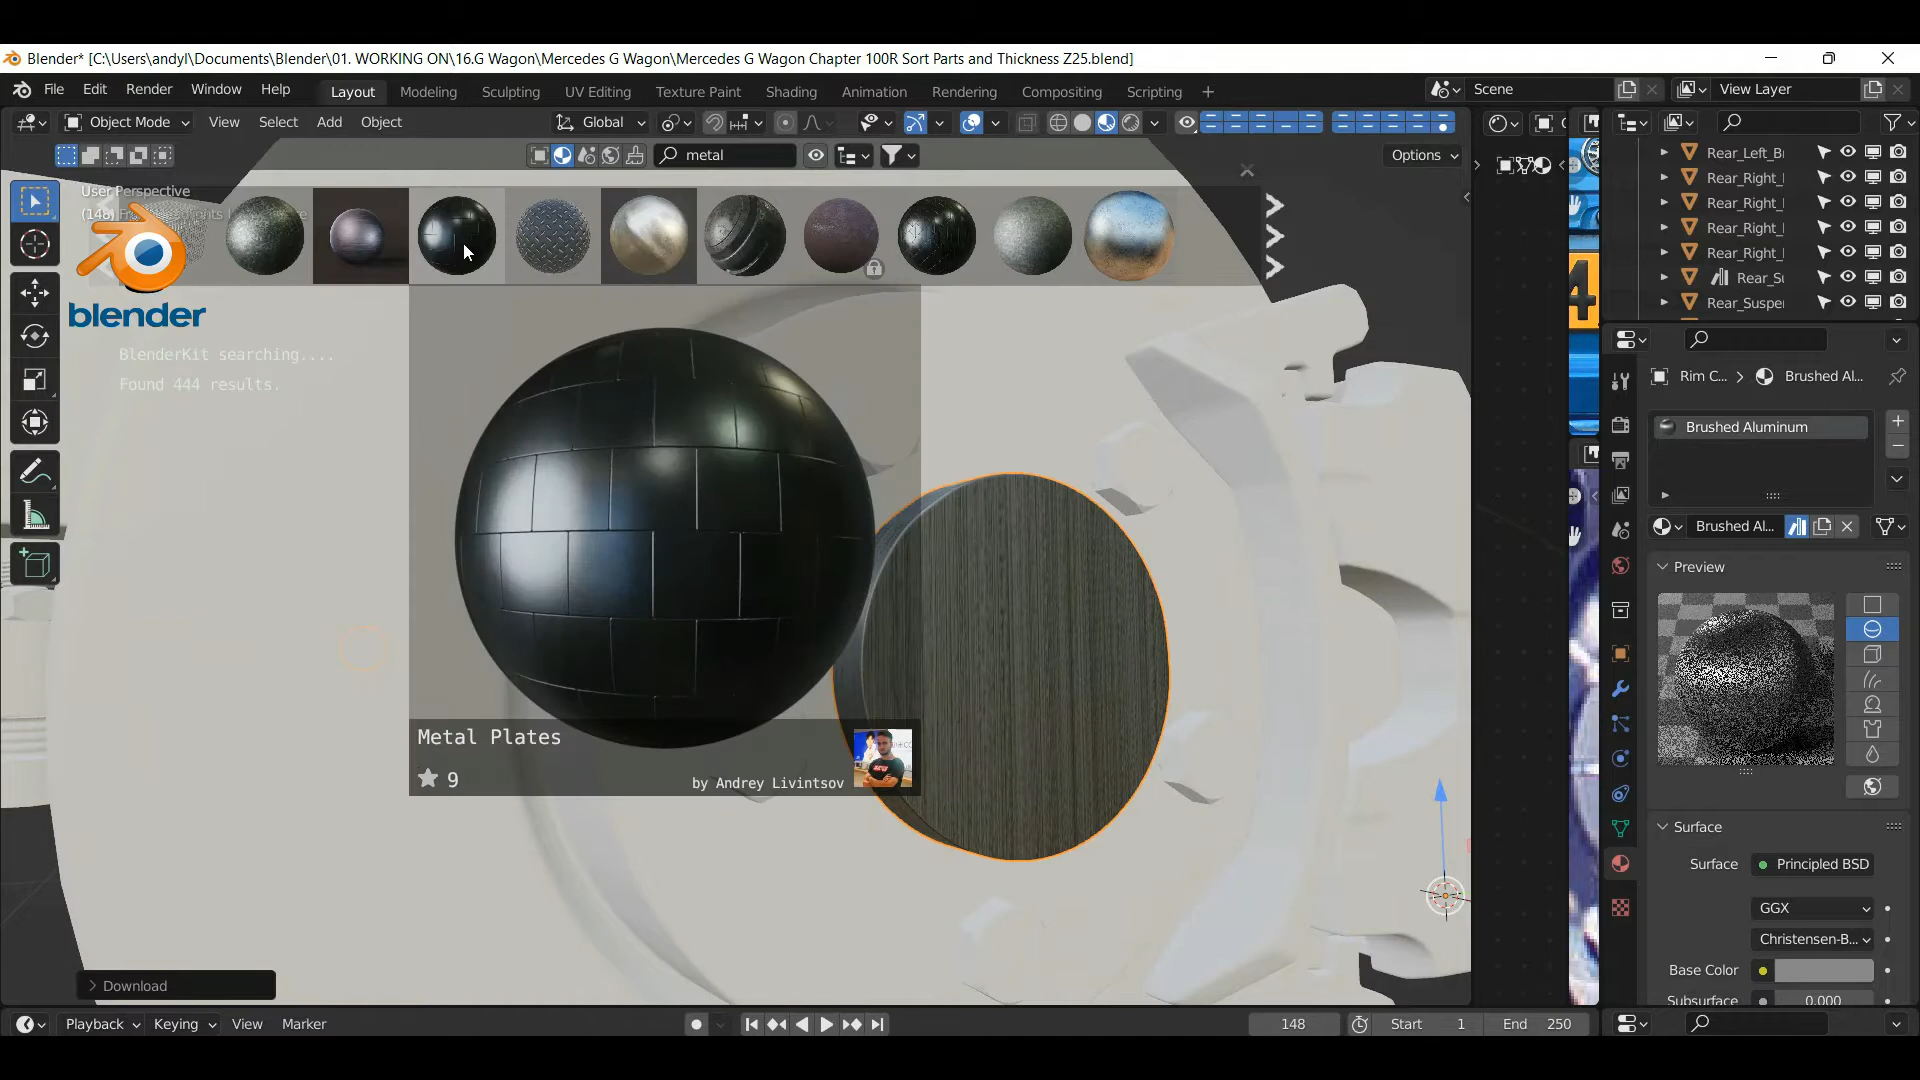 Blender* [C:\Users\andyl\Documents\Blender\01. WORKING ON\16.G Wagon\Mercedes G Wagon\Mercedes G Wagon Chapter 100R Sort Parts and Thickness Z25.blend]
File Edit Render Window Help Layout Modeling Sculpting UV Editing Texture Paint Shading Animation Rendering Compositing Scripting + Scene View Layer
Object Mode View Select Add Object Global
metal Options
User Perspective
(148)
blender
BlenderKit searching....
Found 444 results.
Metal Plates
9
by Andrey Livintsov
Download
4
Rear_Left_Br
Rear_Right_
Rear_Right_
Rear_Right_
Rear_Right_
Rear_Su
Rear_Suspe
Rim C... > Brushed Al...
Brushed Aluminum
Brushed Al...
Preview
Surface
Surface Principled BSD
GGX
Christensen-B...
Base Color
Subsurface 0.000
Playback Keying View Marker 148 Start 1 End 250